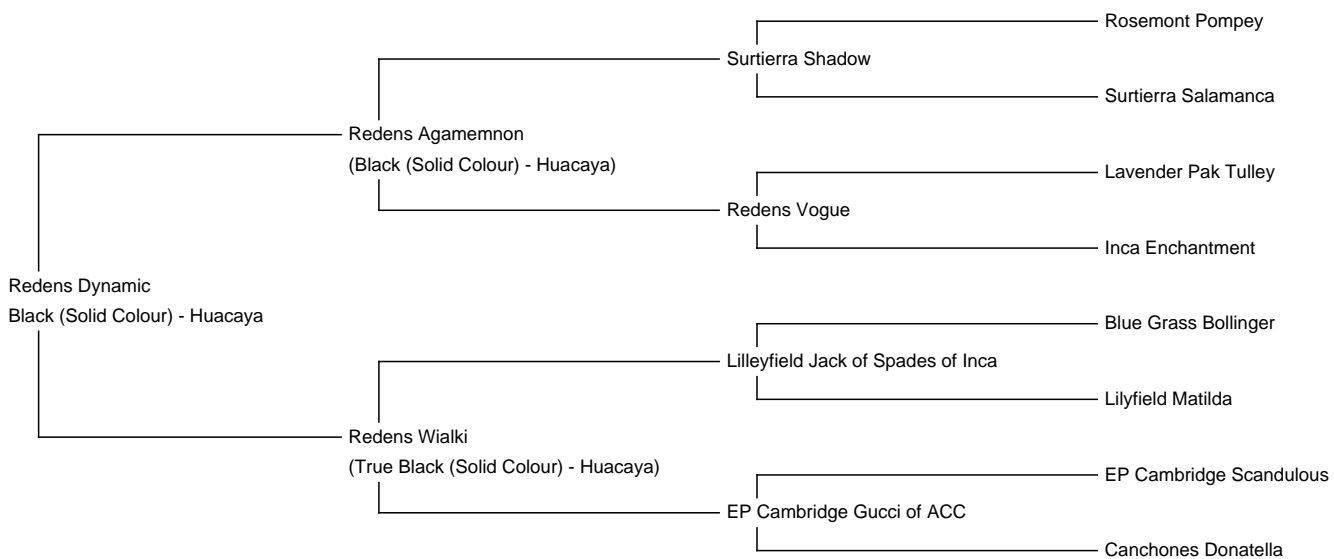 Rosemont Pompey
Surtierra Shadow
Surtierra Salamanca
Redens Agamemnon
(Black (Solid Colour) - Huacaya)
Lavender Pak Tulley
Redens Vogue
Inca Enchantment
Redens Dynamic
Black (Solid Colour) - Huacaya
Blue Grass Bollinger
Lilleyfield Jack of Spades of Inca
Lilyfield Matilda
Redens Wialki
(True Black (Solid Colour) - Huacaya)
EP Cambridge Scandulous
EP Cambridge Gucci of ACC
Canchones Donatella